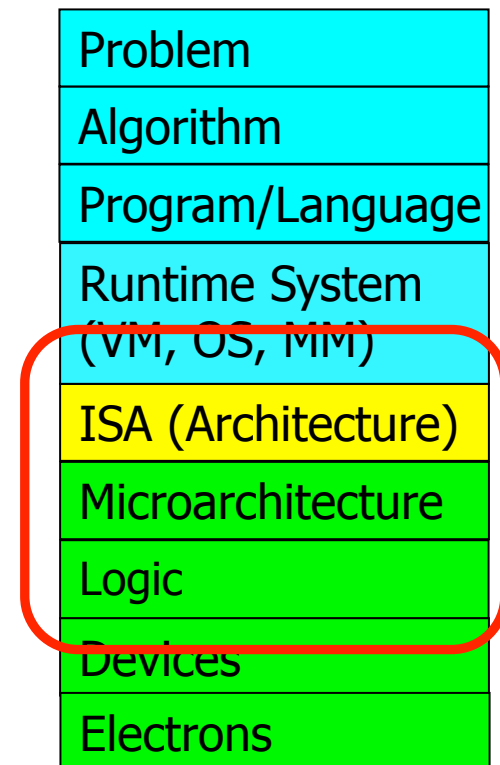 Problem
Algorithm
Program/Language
Runtime System
(VM, OS, MM)
ISA (Architecture)
Microarchitecture
Logic
Devices
Electrons